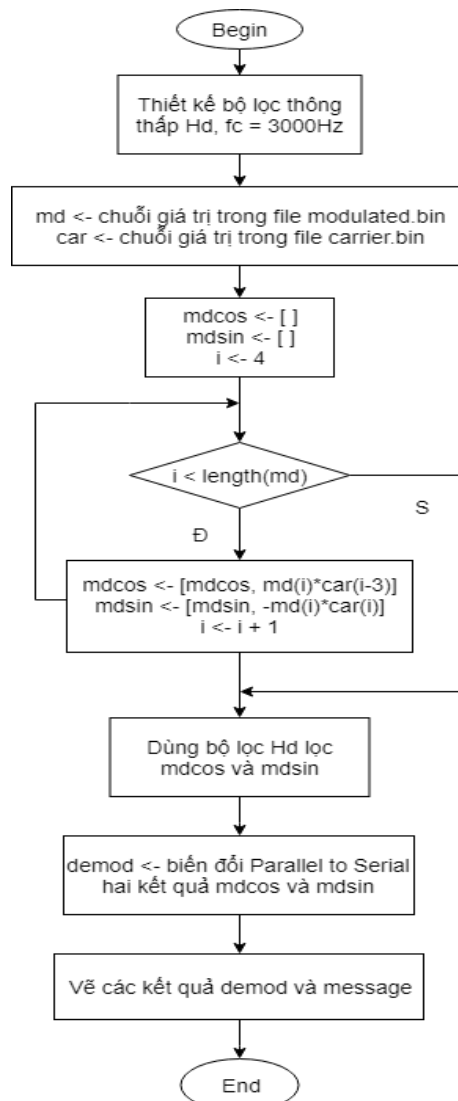 Begin
Thiết kế bộ lọc thông
thấp Hd, fc = 3000Hz
md <- chuỗi giá trị trong file modulated.bin
car <- chuỗi giá trị trong file carrier.bin
mdcos <- [ ]
mdsin <- [ ]
i <- 4
i < length(md)
S
Đ
mdcos <- [mdcos, md(i)*car(i-3)]
mdsin <- [mdsin, -md(i)*car(i)]
i <- i + 1
Dùng bộ lọc Hd lọc
mdcos và mdsin
demod <- biến đổi Parallel to Serial
hai kết quả mdcos và mdsin
Vẽ các kết quả demod và message
End